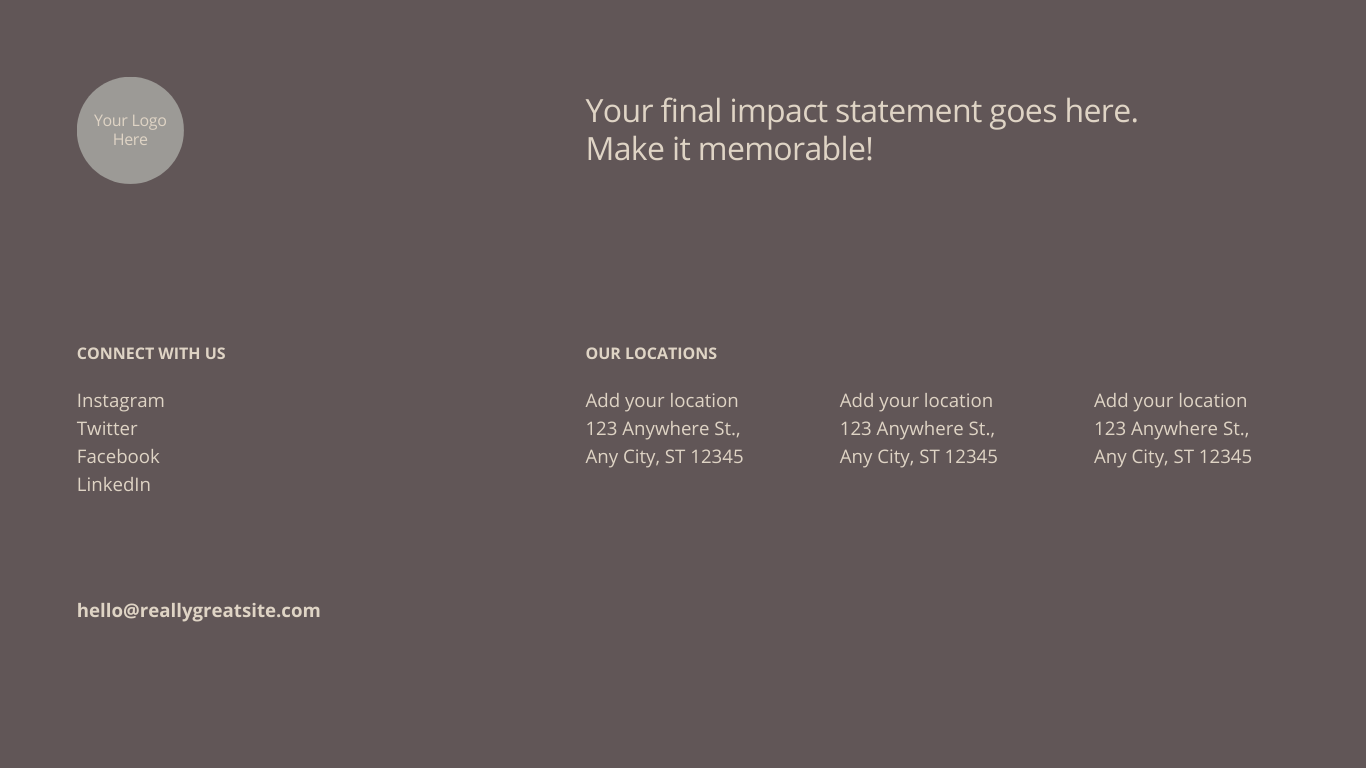 Your Logo
Here
Your final impact statement goes here.
Make it memorable!
CONNECT WITH US
Instagram
Twitter
Facebook
LinkedIn
OUR LOCATIONS
Add your location
123 Anywhere St.,
Any City, ST 12345
Add your location
123 Anywhere St.,
Any City, ST 12345
Add your location
123 Anywhere St.,
Any City, ST 12345
hello@reallygreatsite.com